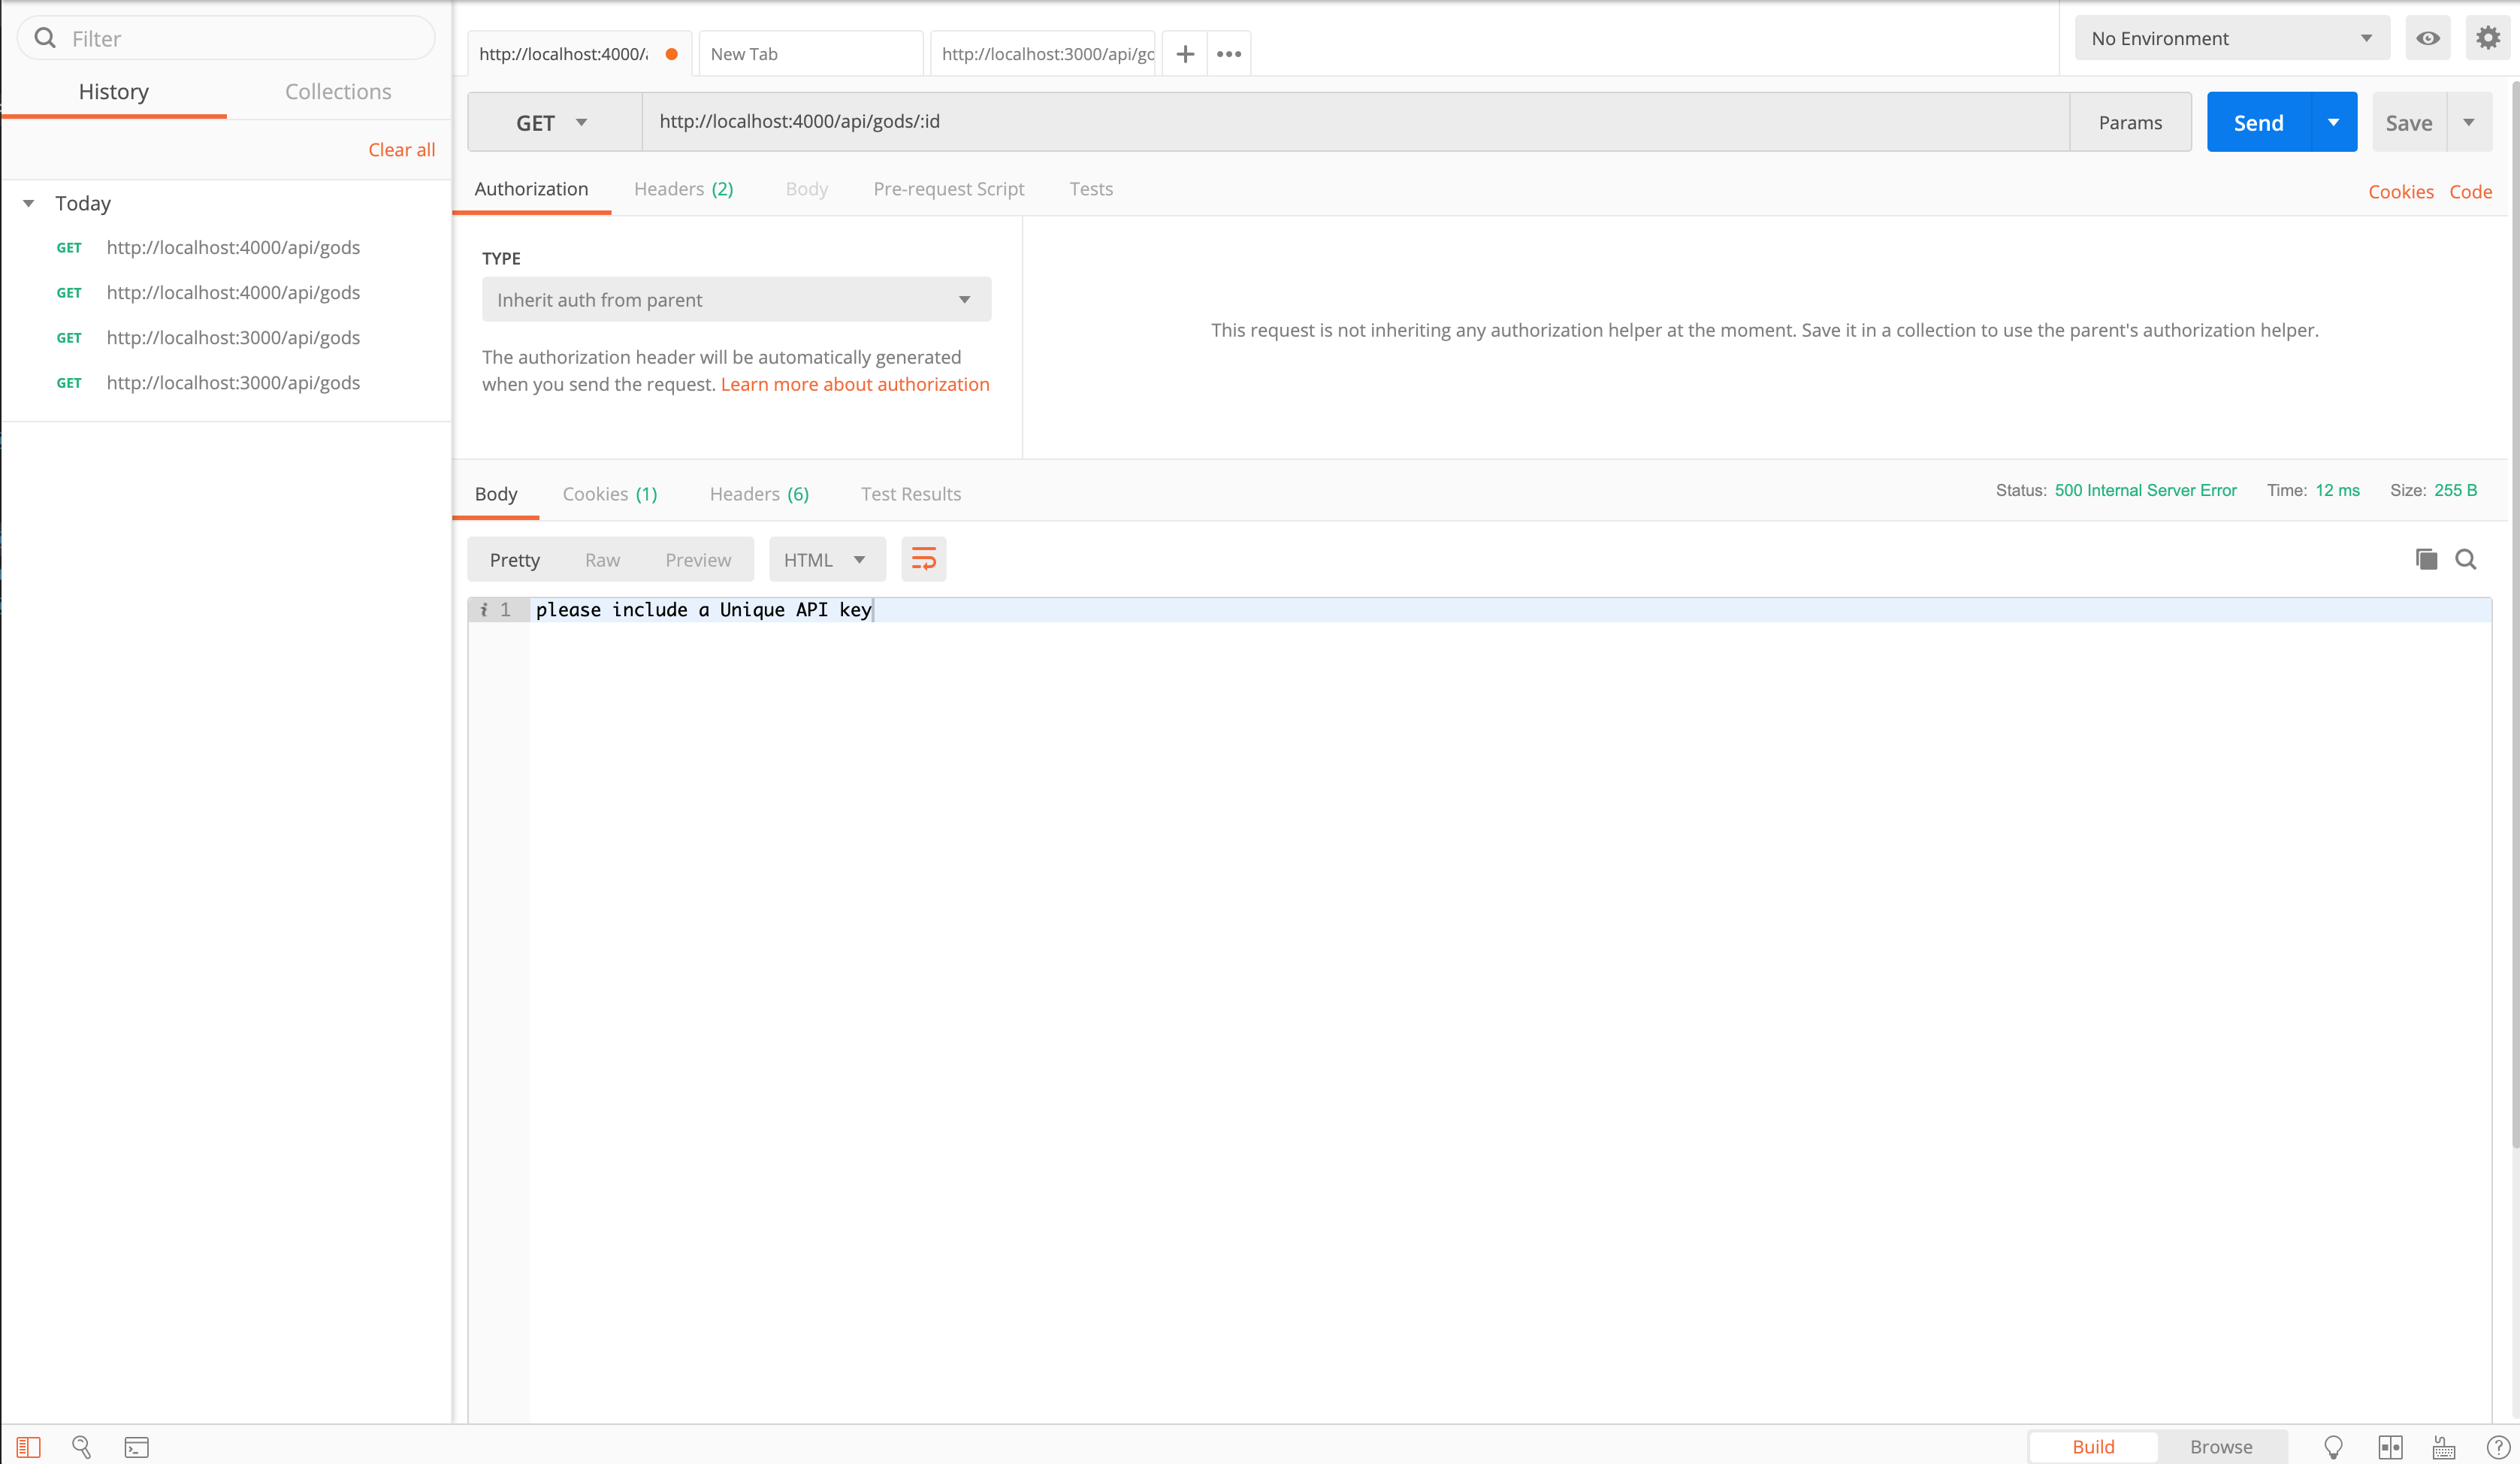 Filter
History
Collections
Clear all
Today
GET http://localhost:4000/api/gods
GET http://localhost:4000/api/gods
GET http://localhost:3000/api/gods
GET http://localhost:3000/api/gods
http://localhost:4000/
New Tab
http://localhost:3000/api/go
No Environment
GET
http://localhost:4000/api/gods/:id
Params
Send
Save
Authorization
Headers (2)
Body
Pre-request Script
Tests
Cookies
Code
TYPE
Inherit auth from parent
The authorization header will be automatically generated
when you send the request. Learn more about authorization
This request is not inheriting any authorization helper at the moment. Save it in a collection to use the parent's authorization helper.
Body
Cookies (1)
Headers (6)
Test Results
Status: 500 Internal Server Error
Time: 12 ms
Size: 255 B
Pretty
Raw
Preview
HTML
i 1 please include a Unique API key
Build
Browse